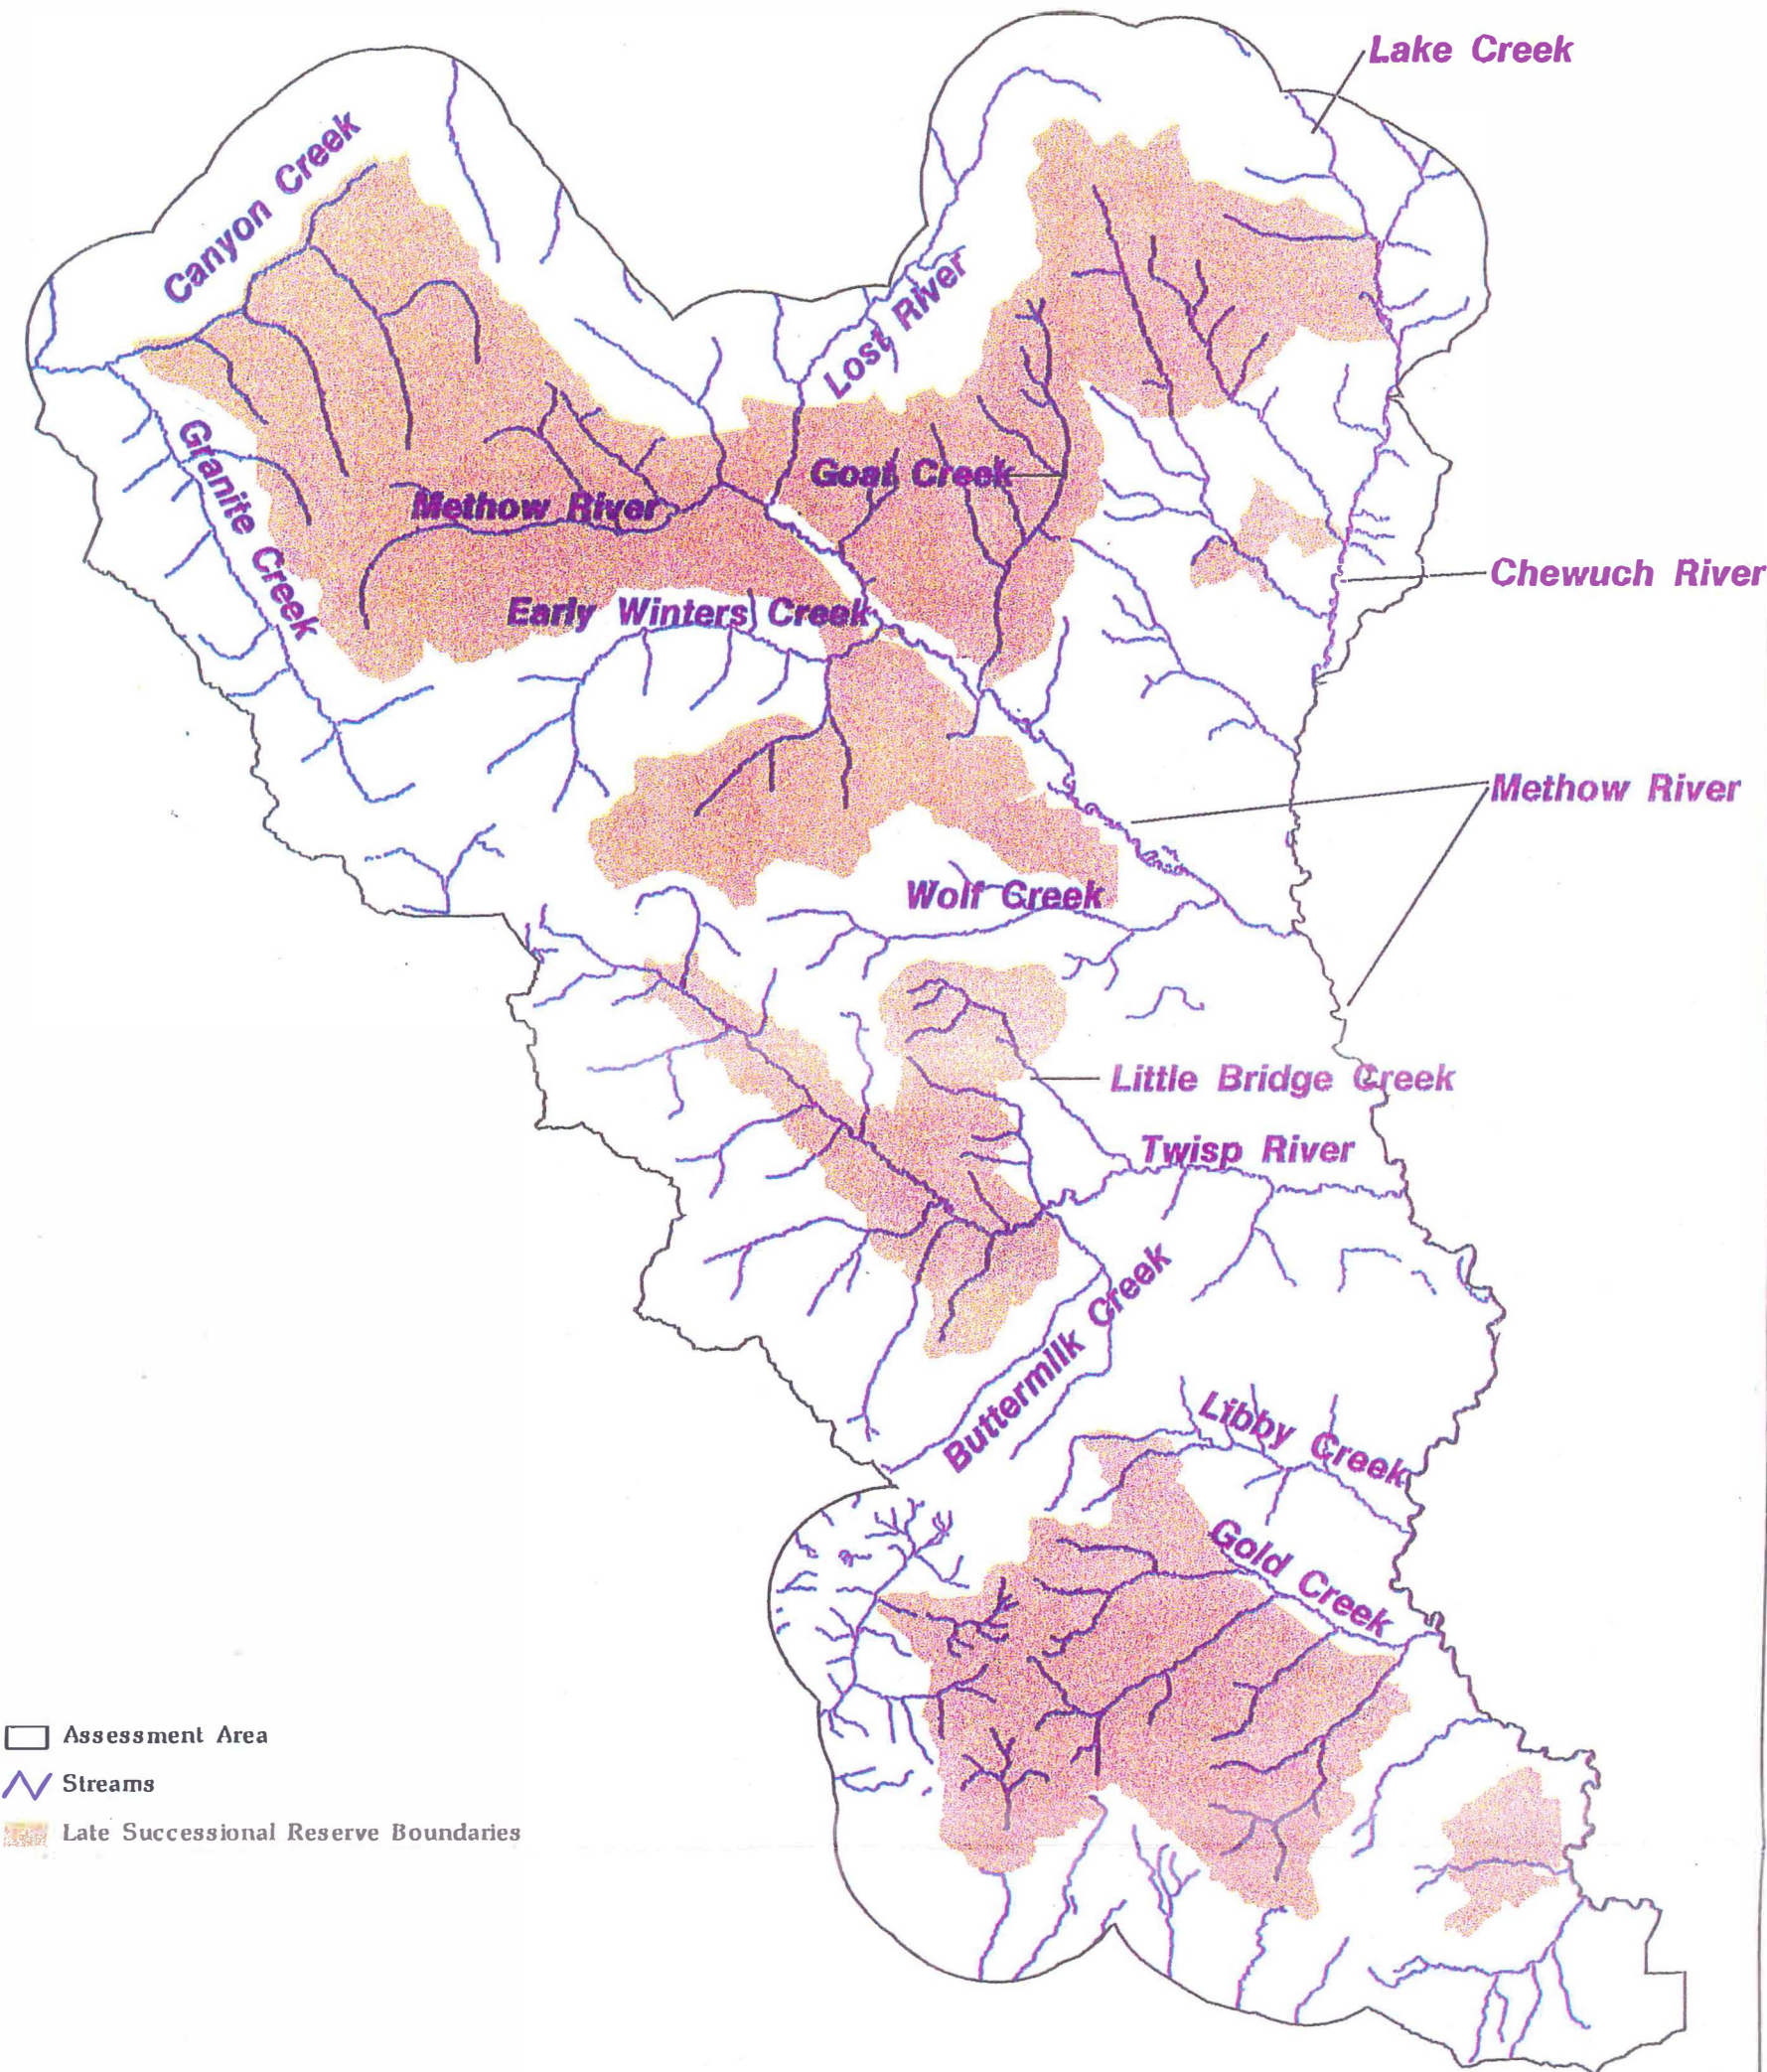 Lake Creek
Canyon Creek
Lost River
Granite Creek
Goat Creek
Methow River
Chewuch River
Early Winters Creek
Methow River
Wolf Creek
Little Bridge Creek
Twisp River
Buttermilk Creek
Libby Creek
Gold Creek
Assessment Area
Streams
Late Successional Reserve Boundaries